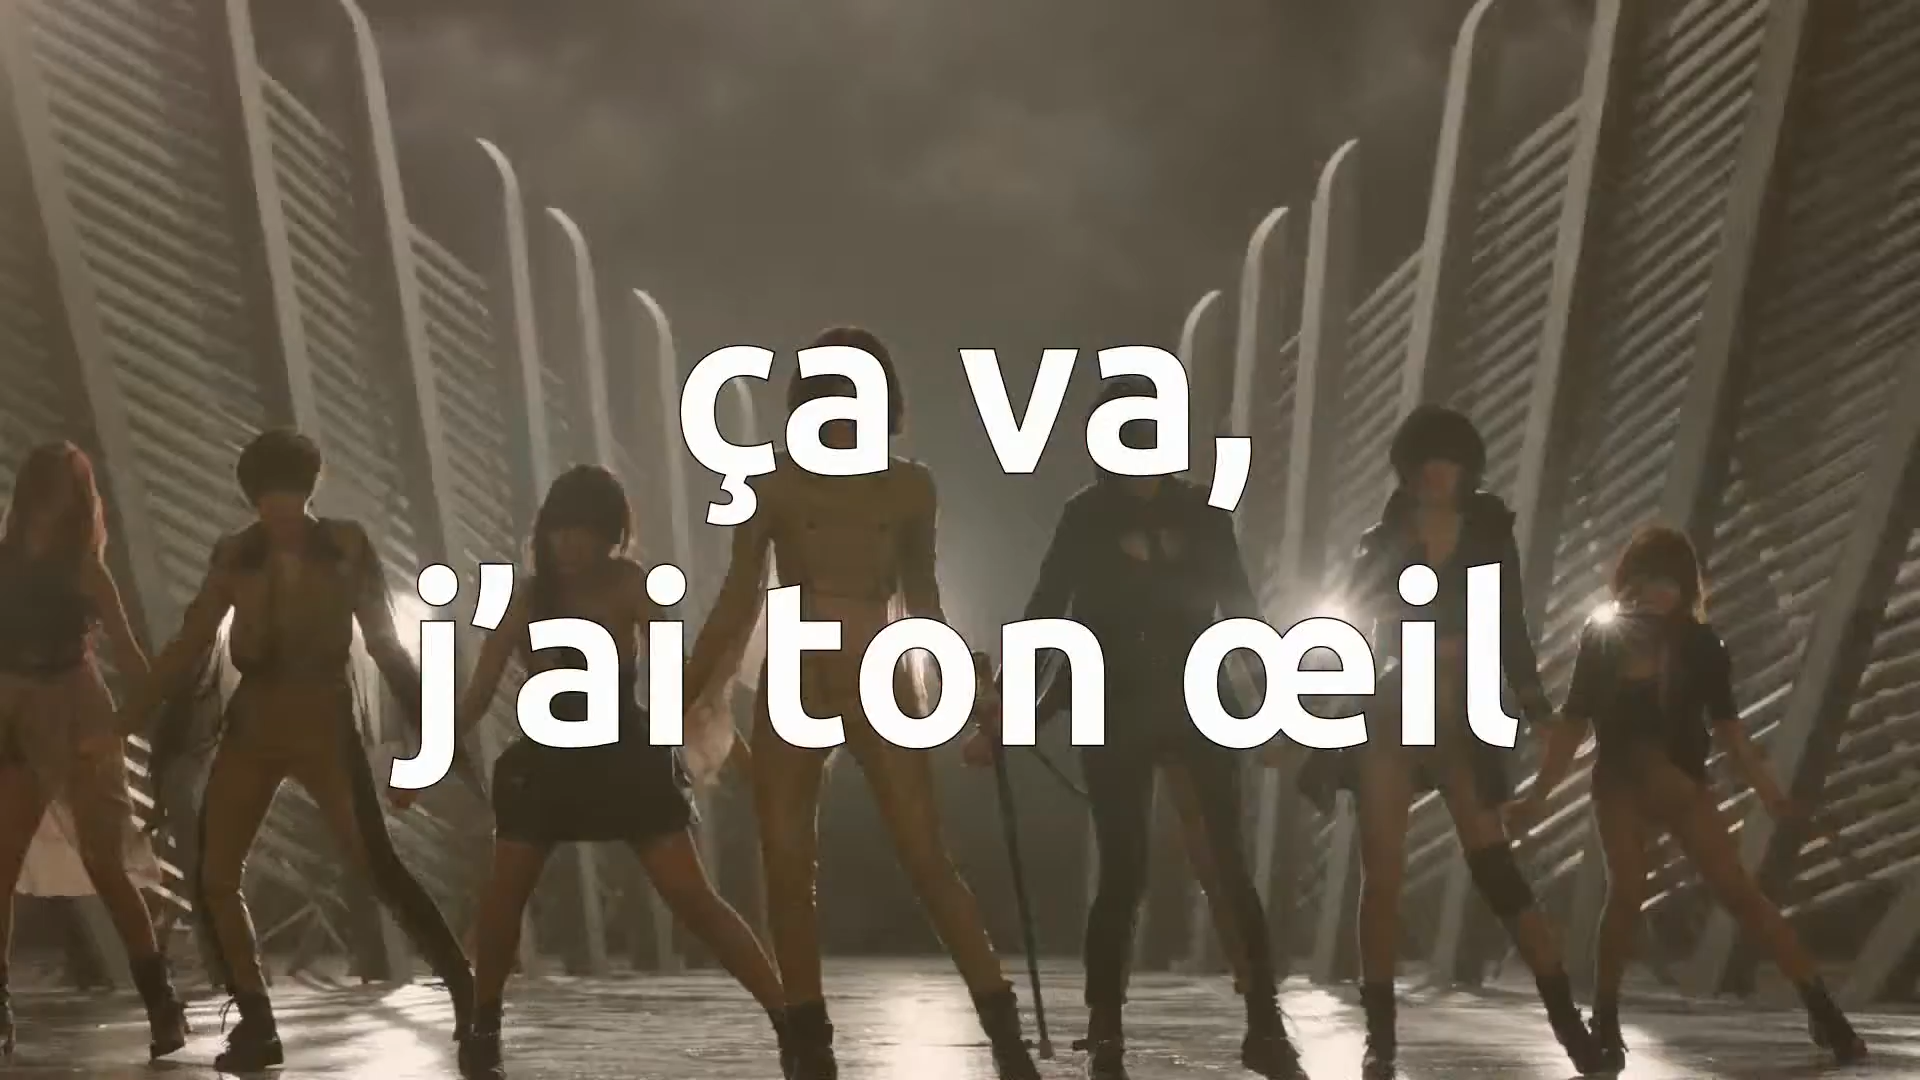 ça va,
j’ai ton œil